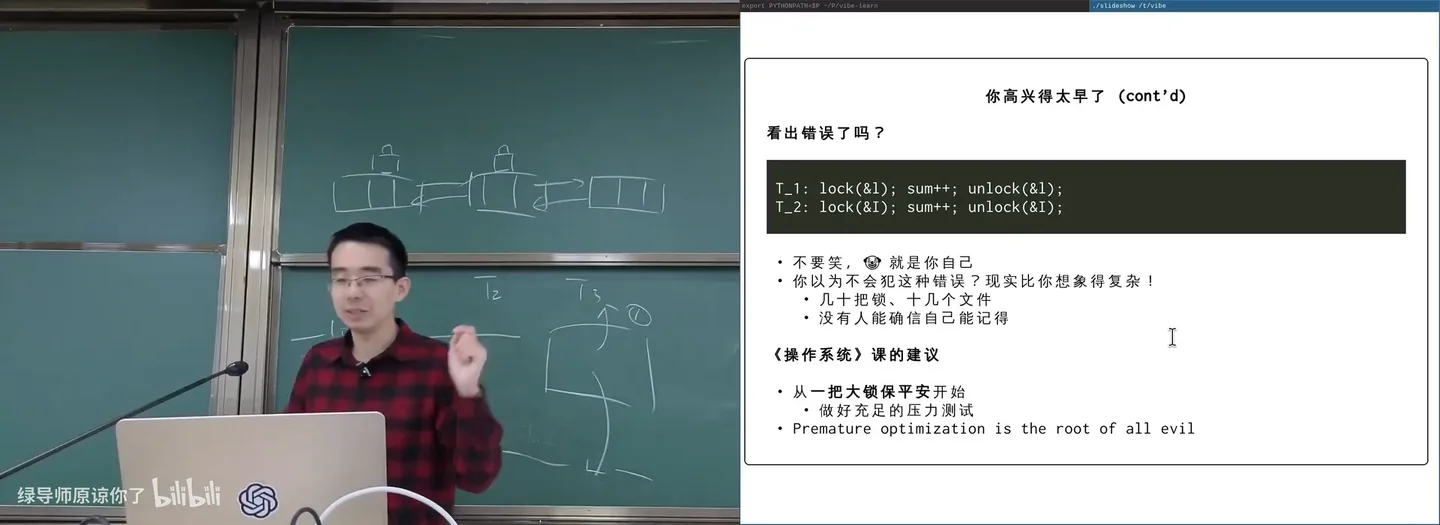 export PYTHONPATH=$P ~/P/vibe-learn
./slideshow /t/vibe
你高兴得太早了 (cont'd)
看出错误了吗？
T_1: lock(&l); sum++; unlock(&l);
T_2: lock(&I); sum++; unlock(&I);
• 不要笑，🤡 就是你自己
• 你以为不会犯这种错误？现实比你想象得复杂！
• 几十把锁、十几个文件
• 没有人能确信自己能记得
《操作系统》课的建议
• 从一把大锁保平安开始
• 做好充足的压力测试
• Premature optimization is the root of all evil
T2
T3
①
绿导师原谅你了 bilibili